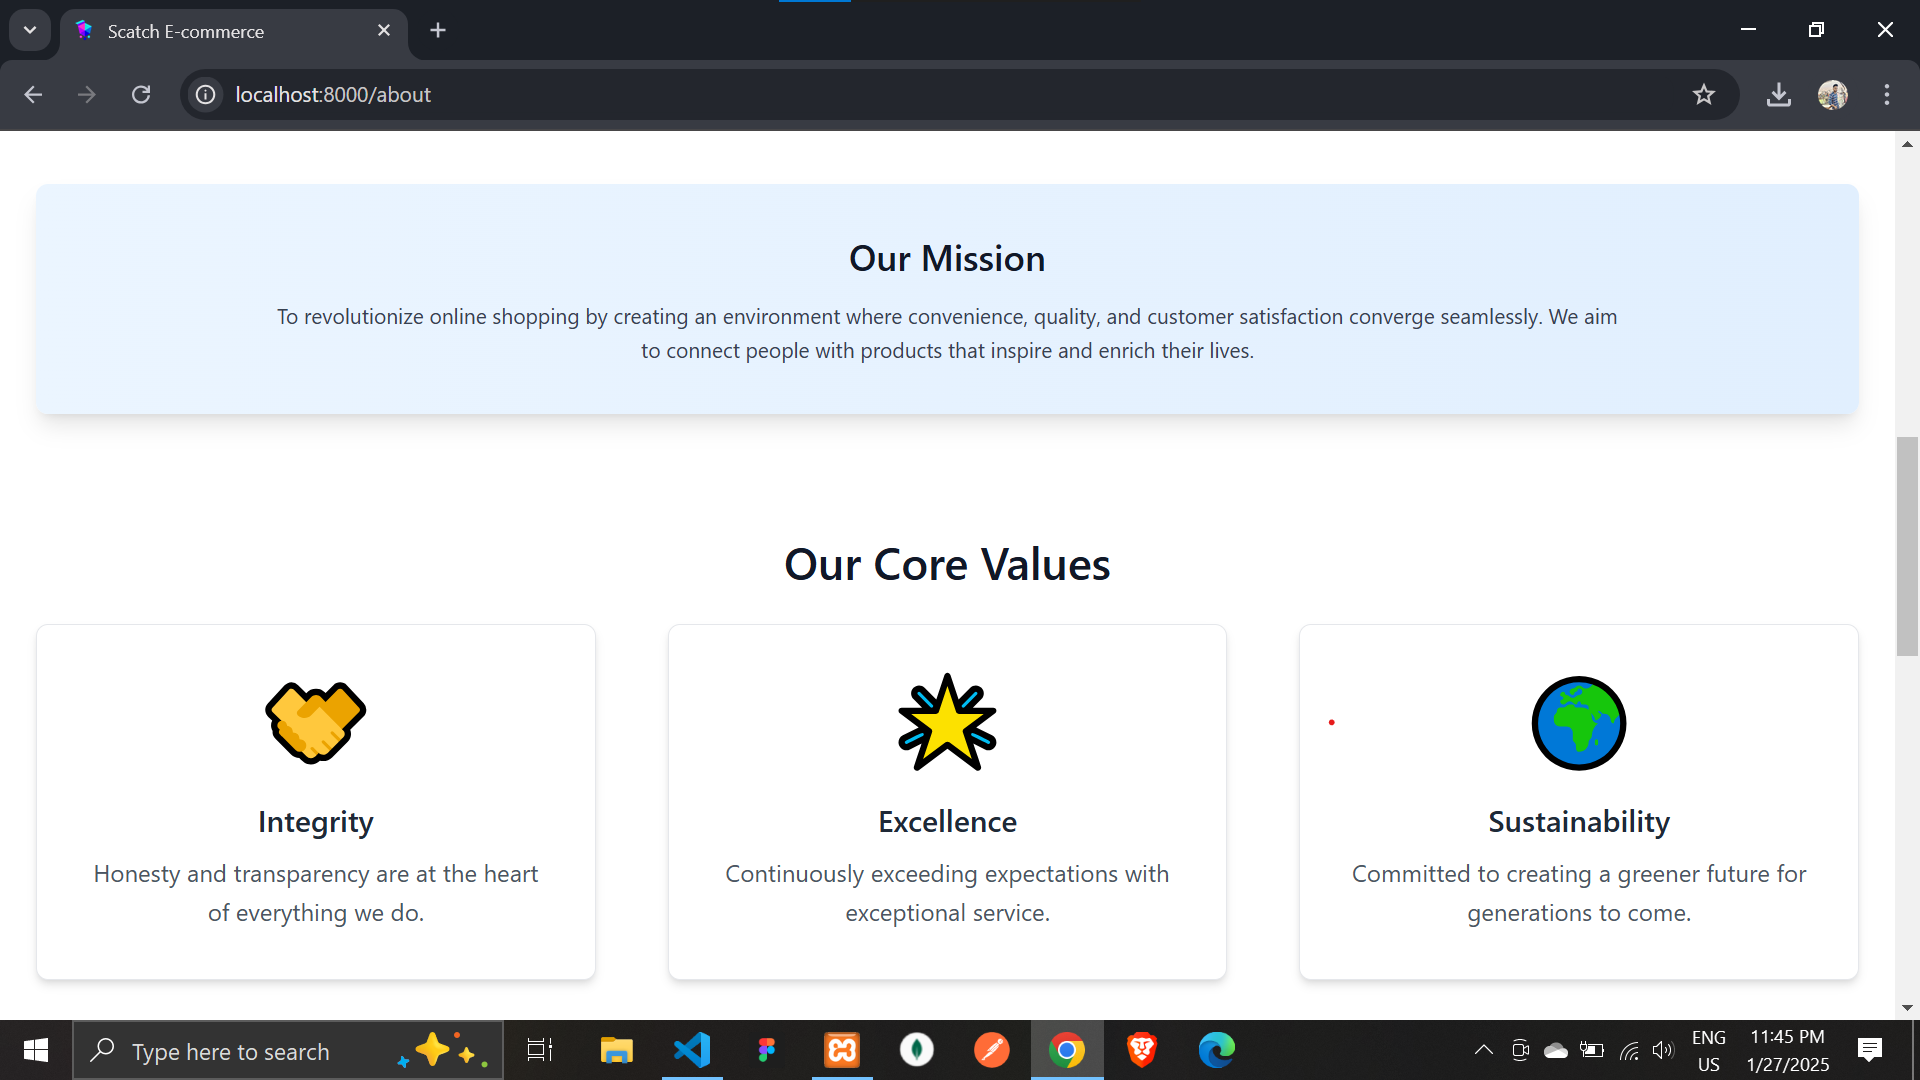 Scatch E-commerce
localhost:8000/about
Our Mission
To revolutionize online shopping by creating an environment where convenience, quality, and customer satisfaction converge seamlessly. We aim
to connect people with products that inspire and enrich their lives.
Our Core Values
Integrity
Honesty and transparency are at the heart
of everything we do.
Excellence
Continuously exceeding expectations with
exceptional service.
Sustainability
Committed to creating a greener future for
generations to come.
Type here to search
ENG
US
11:45 PM
1/27/2025